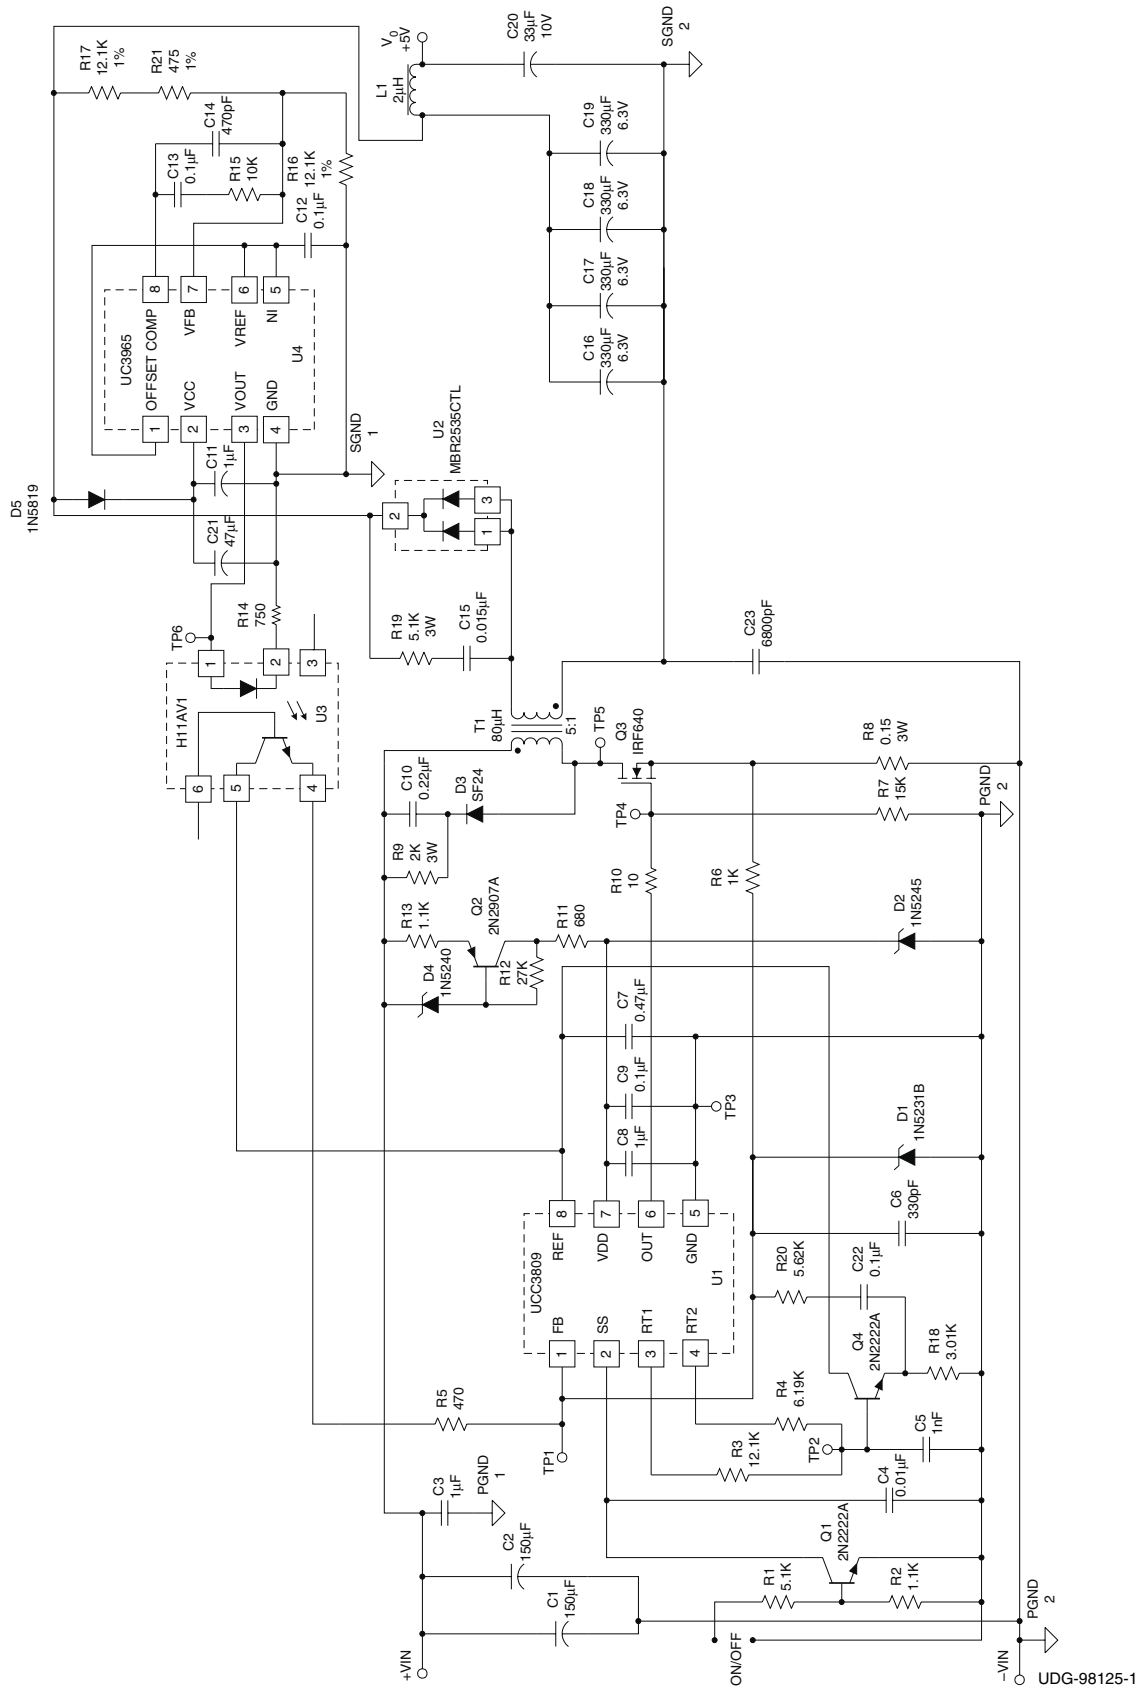 D5
1N5819
R17
12.1K
1%
R21
475
1%
C14
470pF
C13
0.1µF
R15
10K
R16
12.1K
1%
C12
0.1µF
UC3965
OFFSET COMP
VCC
VFB
VOUT
VREF
GND
NI
U4
1
2
3
4
8
7
6
5
SGND
1
C11
1µF
C21
47µF
TP6
R14
750
H11AV1
U3
6
5
4
1
2
3
U2
MBR2535CTL
2
1
3
R19
5.1K
3W
C15
0.015µF
L1
2µH
V0
+5V
C20
33µF
10V
SGND
2
C19
330µF
6.3V
C18
330µF
6.3V
C17
330µF
6.3V
C16
330µF
6.3V
C23
6800pF
T1
80µH
5:1
TP5
Q3
IRF640
R8
0.15
3W
C10
0.22µF
D3
SF24
TP4
R7
15K
PGND
2
R9
2K
3W
R10
10
R6
1K
R13
1.1K
Q2
2N2907A
R11
680
D2
1N5245
D4
1N5240
R12
27K
C7
0.47µF
C9
0.1µF
C8
1µF
TP3
D1
1N5231B
C6
330pF
UCC3809
REF
VDD
OUT
GND
FB
SS
RT1
RT2
U1
8
7
6
5
1
2
3
4
R20
5.62K
C22
0.1µF
Q4
2N2222A
R18
3.01K
R5
470
R4
6.19K
TP1
R3
12.1K
TP2
C5
1nF
C3
1µF
PGND
1
C4
0.01µF
C2
150µF
C1
150µF
Q1
2N2222A
R1
5.1K
R2
1.1K
+VIN
ON/OFF
PGND
2
–VIN
UDG-98125-1